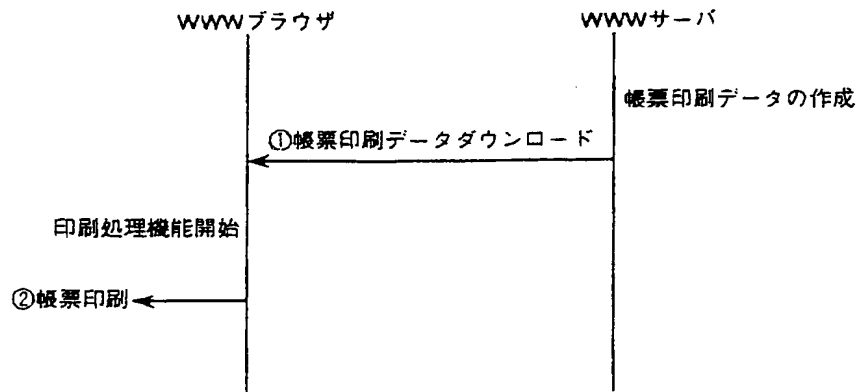 WWWブラウザ
WWWサーバ
帳票印刷データの作成
①帳票印刷データダウンロード
印刷処理機能開始
②帳票印刷